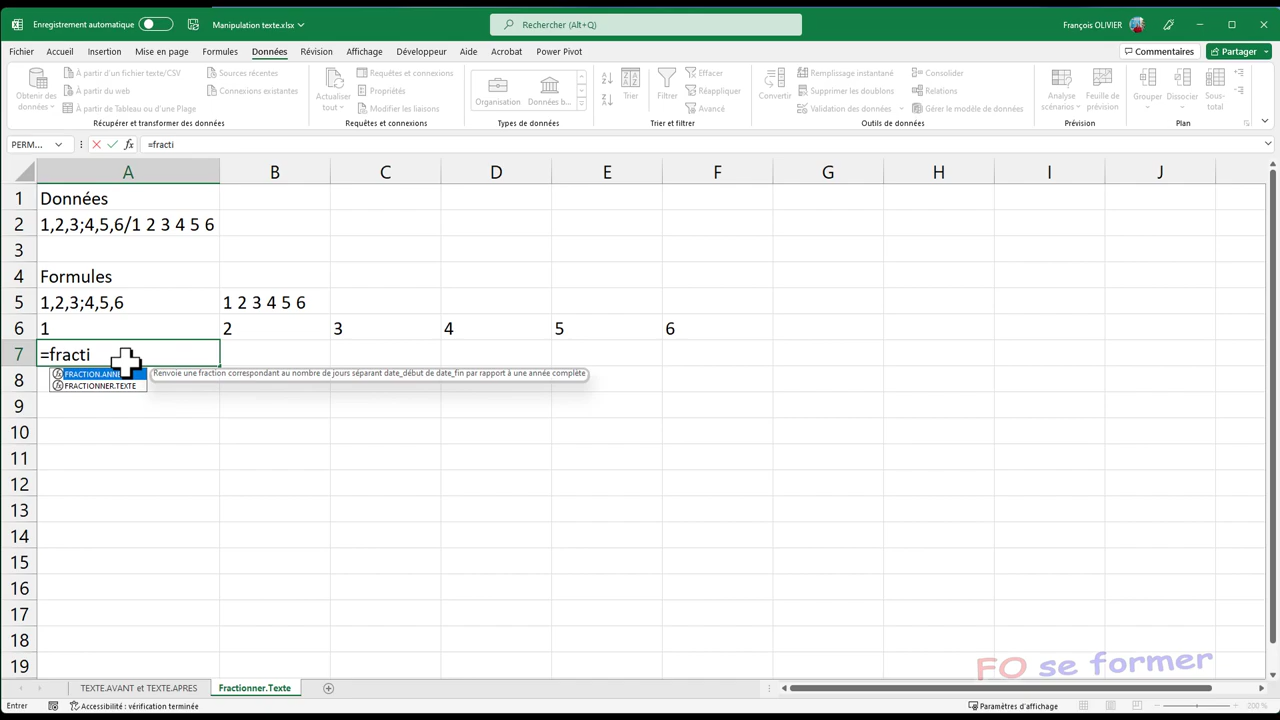 Enregistrement automatique
Manipulation texte.xlsx
Rechercher (Alt+Q)
François OLIVIER
Fichier Accueil Insertion Mise en page Formules Données Révision Affichage Développeur Aide Acrobat Power Pivot
Commentaires Partager
Obtenir des données
À partir d'un fichier texte/CSV
À partir du web
À partir de Tableau ou d'une Plage
Sources récentes
Connexions existantes
Récupérer et transformer des données
Actualiser tout
Requêtes et connexions
Propriétés
Modifier les liaisons
Requêtes et connexions
Organisation
Données b...
Types de données
Trier
Filtrer
Effacer
Réappliquer
Avancé
Trier et filtrer
Convertir
Remplissage instantané
Supprimer les doublons
Validation des données
Consolider
Relations
Gérer le modèle de données
Outils de données
Analyse scénarios
Feuille de prévision
Prévision
Grouper
Dissocier
Sous-total
Plan
PERM... fx =fracti
A B C D E F G H I J
1 Données
2 1,2,3;4,5,6/1 2 3 4 5 6
3
4 Formules
5 1,2,3;4,5,6 1 2 3 4 5 6
6 1 2 3 4 5 6
7 =fracti
FRACTION.ANNE
Renvoie une fraction correspondant au nombre de jours séparant date_début de date_fin par rapport à une année complète
8
FRACTIONNER.TEXTE
9
10
11
12
13
14
15
16
17
18
19
FO se former
TEXTE.AVANT et TEXTE.APRES Fractionner.Texte
Entrer Accessibilité : vérification terminée Paramètres d'affichage 200 %